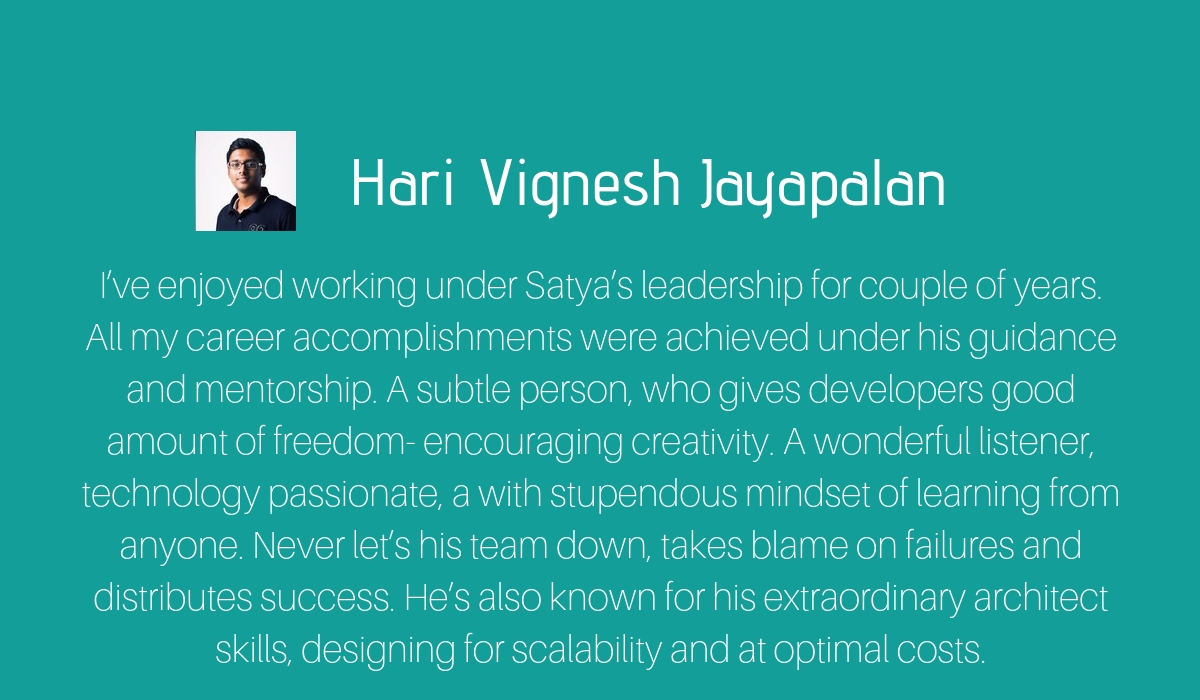 Hari Vignesh Jayapalan
I’ve enjoyed working under Satya’s leadership for couple of years.
All my career accomplishments were achieved under his guidance
and mentorship. A subtle person, who gives developers good
amount of freedom- encouraging creativity. A wonderful listener,
technology passionate, a with stupendous mindset of learning from
anyone. Never let’s his team down, takes blame on failures and
distributes success. He’s also known for his extraordinary architect
skills, designing for scalability and at optimal costs.